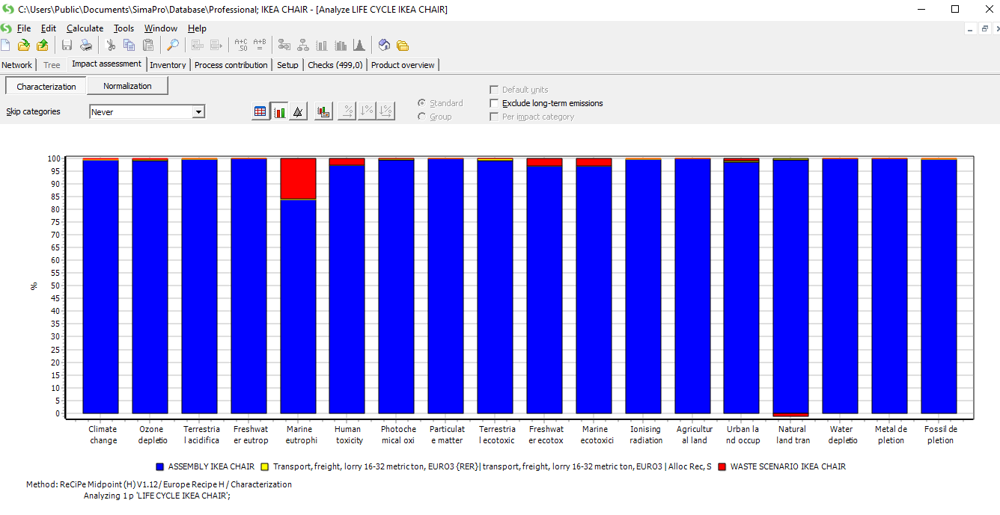 C:\Users\Public\Documents\SimaPro\Database\Professional; IKEA CHAIR - [Analyze LIFE CYCLE IKEA CHAIR]
File Edit Calculate Tools Window Help
A+C .50 A+B =
Network Tree Impact assessment Inventory Process contribution Setup Checks (499,0) Product overview
Characterization Normalization
Default units
Skip categories Never
Standard
Exclude long-term emissions
Group
Per impact category
100
95
90
85
80
75
70
65
60
55
50
45
40
35
30
25
20
15
10
5
0
%
Climate Ozone Terrestria Freshwat Marine Human Photoche Particulat Terrestria Freshwat Marine Ionising Agricultur Urban la Natural Water Metal de Fossil de
change depletio l acidifica er eutrop eutrophi toxicity mical oxi e matter l ecotoxic er ecotox ecotoxici radiation al land nd occup land tran depletio pletion pletion
ASSEMBLY IKEA CHAIR Transport, freight, lorry 16-32 metric ton, EURO3 {RER}| transport, freight, lorry 16-32 metric ton, EURO3 | Alloc Rec, S WASTE SCENARIO IKEA CHAIR
Method: ReCiPe Midpoint (H) V1.12 / Europe Recipe H / Characterization
Analyzing 1 p 'LIFE CYCLE IKEA CHAIR';